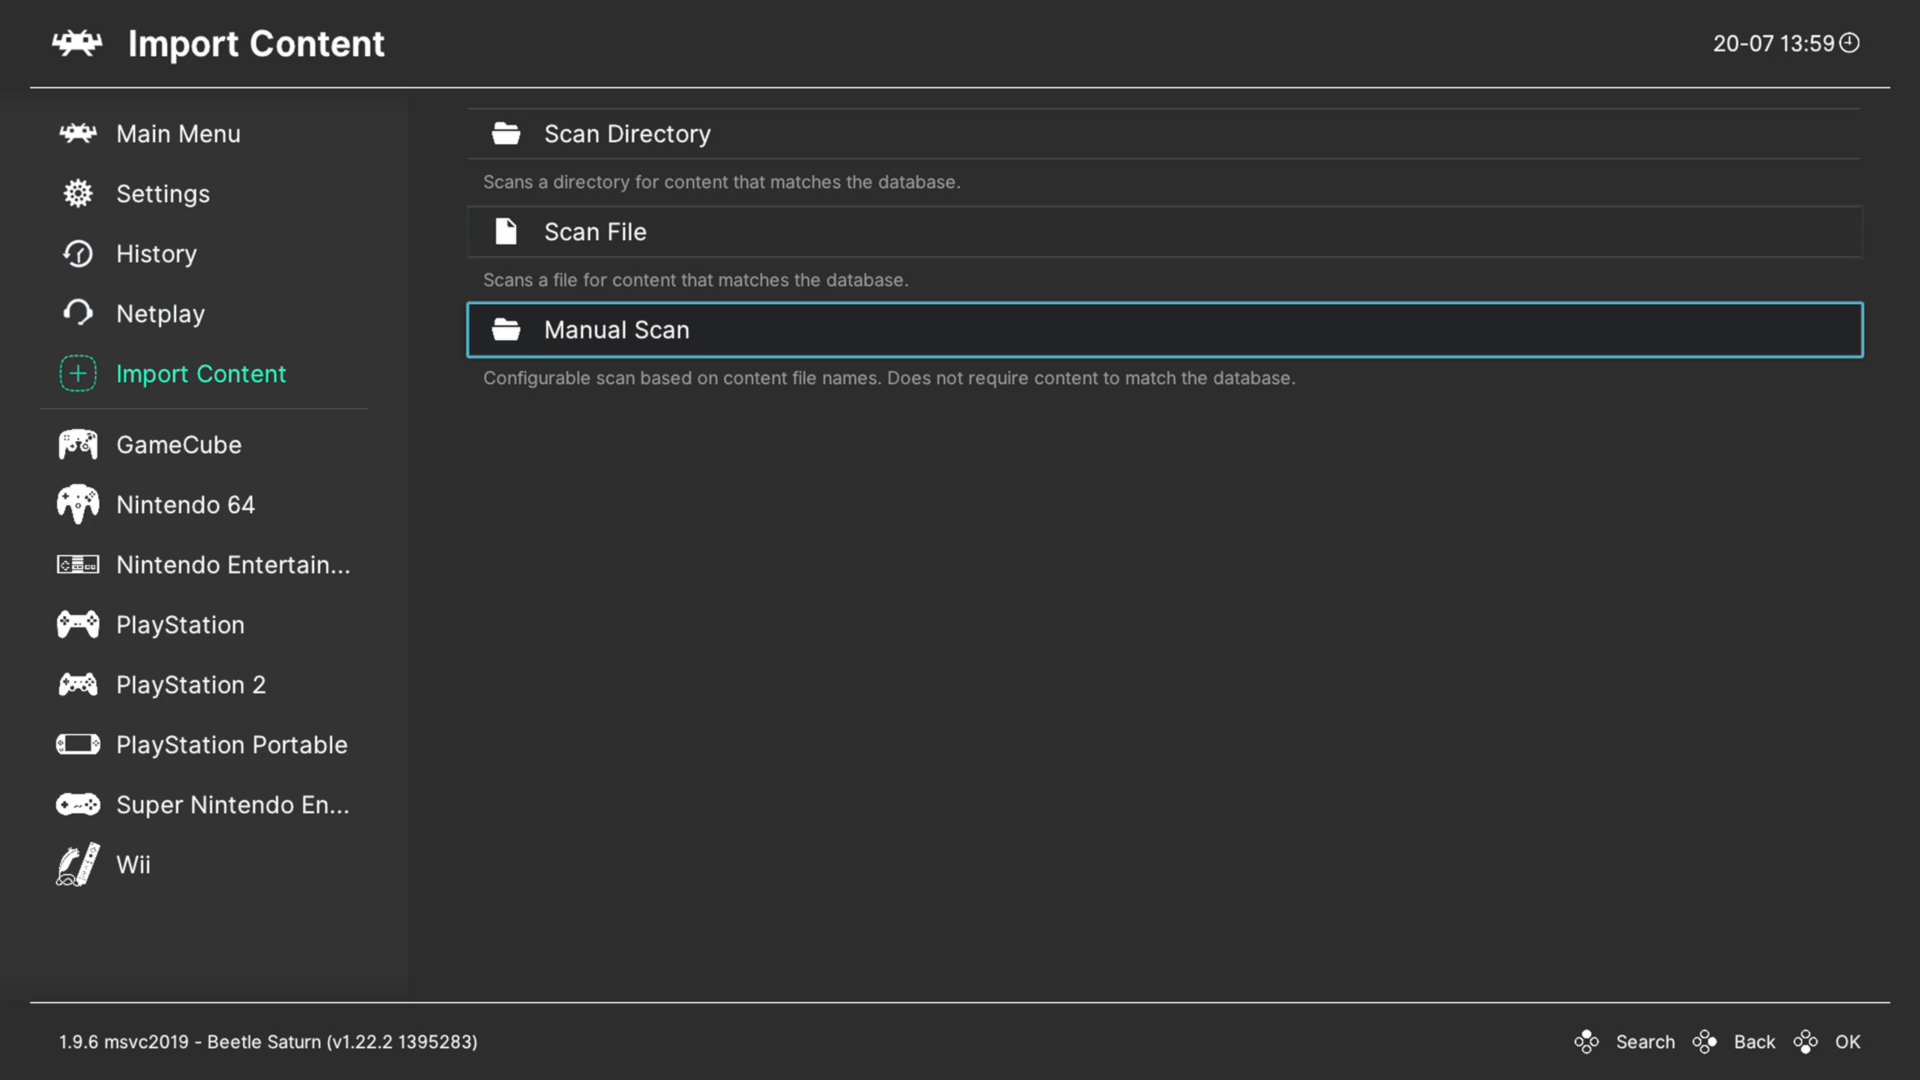 Import Content
20-07 13:59
Main Menu
Settings
History
Netplay
Import Content
GameCube
Nintendo 64
Nintendo Entertain...
PlayStation
PlayStation 2
PlayStation Portable
Super Nintendo En...
Wii
Scan Directory
Scans a directory for content that matches the database.
Scan File
Scans a file for content that matches the database.
Manual Scan
Configurable scan based on content file names. Does not require content to match the database.
1.9.6 msvc2019 - Beetle Saturn (v1.22.2 1395283)
Search Back OK